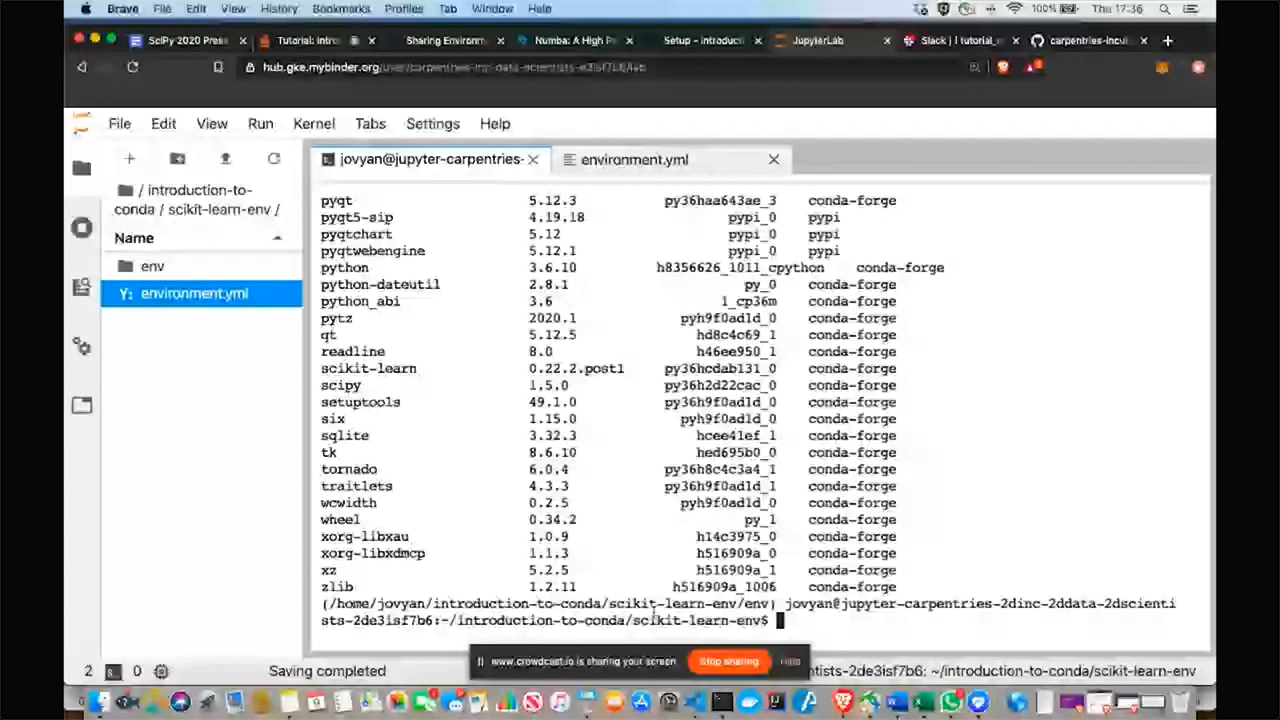 Brave File Edit View History Bookmarks Profiles Tab Window Help 100% Thu 17:36
SciPy 2020 Pres Tutorial: Intro Sharing Environm Numba: A High P Setup – Introducti JupyterLab Slack | tutorial_ carpentries-incub
hub.gke.mybinder.org
File Edit View Run Kernel Tabs Settings Help
jovyan@jupyter-carpentries- environment.yml
/ introduction-to-
conda / scikit-learn-env /
Name
env
environment.yml
pyqt 5.12.3 py36haa643ae_3 conda-forge
pyqt5-sip 4.19.18 pypi_0 pypi
pyqtchart 5.12 pypi_0 pypi
pyqtwebengine 5.12.1 pypi_0 pypi
python 3.6.10 h8356626_1011_cpython conda-forge
python-dateutil 2.8.1 py_0 conda-forge
python_abi 3.6 1_cp36m conda-forge
pytz 2020.1 pyh9f0ad1d_0 conda-forge
qt 5.12.5 hd8c4c69_1 conda-forge
readline 8.0 h46ee950_1 conda-forge
scikit-learn 0.22.2.post1 py36hcdab131_0 conda-forge
scipy 1.5.0 py36h2d22cac_0 conda-forge
setuptools 49.1.0 py36h9f0ad1d_0 conda-forge
six 1.15.0 pyh9f0ad1d_0 conda-forge
sqlite 3.32.3 hcee41ef_1 conda-forge
tk 8.6.10 hed695b0_0 conda-forge
tornado 6.0.4 py36h8c4c3a4_1 conda-forge
traitlets 4.3.3 py36h9f0ad1d_1 conda-forge
wcwidth 0.2.5 pyh9f0ad1d_0 conda-forge
wheel 0.34.2 py_1 conda-forge
xorg-libxau 1.0.9 h14c3975_0 conda-forge
xorg-libxdmcp 1.1.3 h516909a_0 conda-forge
xz 5.2.5 h516909a_1 conda-forge
zlib 1.2.11 h516909a_1006 conda-forge
(/home/jovyan/introduction-to-conda/scikit-learn-env/env) jovyan@jupyter-carpentries-2dinc-2ddata-2dscienti
sts-2de3isf7b6:~/introduction-to-conda/scikit-learn-env$
www.crowdcast.io is sharing your screen Stop sharing Hide
2 0 Saving completed entists-2de3isf7b6: ~/introduction-to-conda/scikit-learn-env